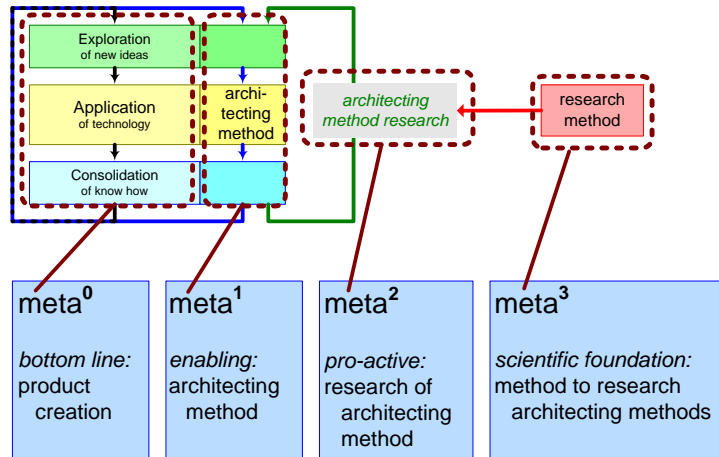 Exploration
of new ideas
Application
of technology
archi-
tecting
method
Consolidation
of know how
architecting
method research
research
method
meta0
bottom line:
product
creation
meta1
enabling:
architecting
method
meta2
pro-active:
research of
architecting
method
meta3
scientific foundation:
method to research
architecting methods